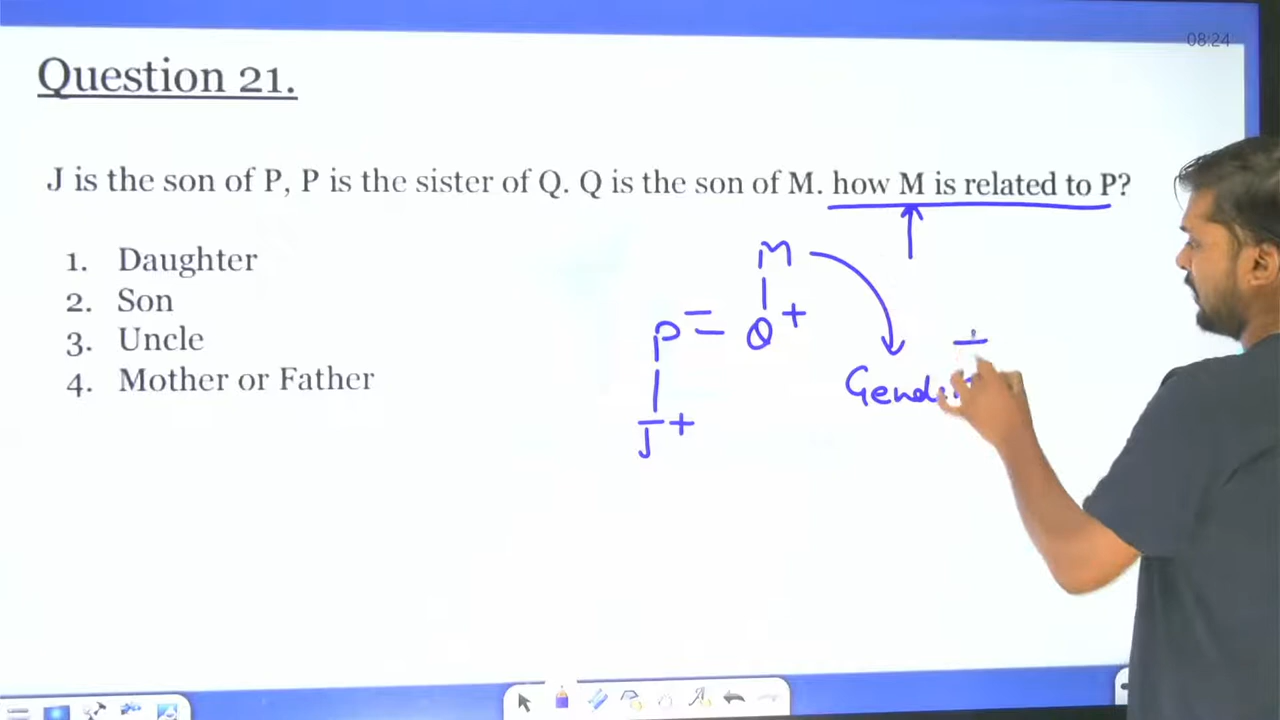 08:24
Question 21.
J is the son of P, P is the sister of Q. Q is the son of M. how M is related to P?
1. Daughter
2. Son
3. Uncle
4. Mother or Father
M
P = Q +
J +